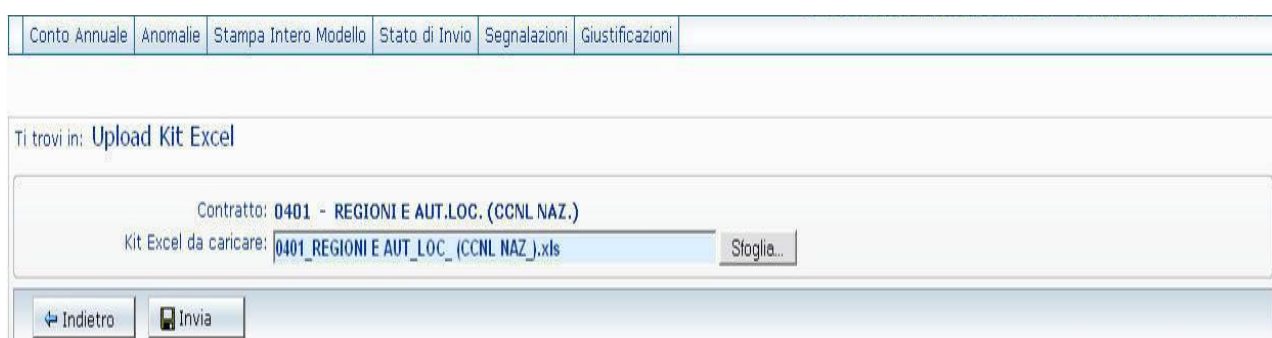 Conto Annuale Anomalie Stampa Intero Modello Stato di Invio Segnalazioni Giustificazioni
Ti trovi in: Upload Kit Excel
Contratto: 0401 - REGIONI E AUT.LOC. (CCNL NAZ.)
Kit Excel da caricare: 0401_REGIONI E AUT_LOC_ (CCNL NAZ_).xls Sfoglia...
Indietro Invia